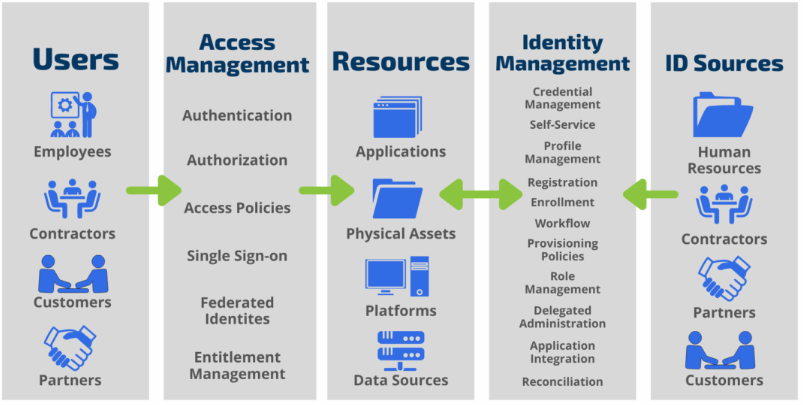 Users
Employees
Contractors
Customers
Partners
Access
Management
Authentication
Authorization
Access Policies
Single Sign-on
Federated
Identites
Entitlement
Management
Resources
Applications
Physical Assets
Platforms
Data Sources
Identity
Management
Credential
Management
Self-Service
Profile
Management
Registration
Enrollment
Workflow
Provisioning
Policies
Role
Management
Delegated
Administration
Application
Integration
Reconciliation
ID Sources
Human
Resources
Contractors
Partners
Customers